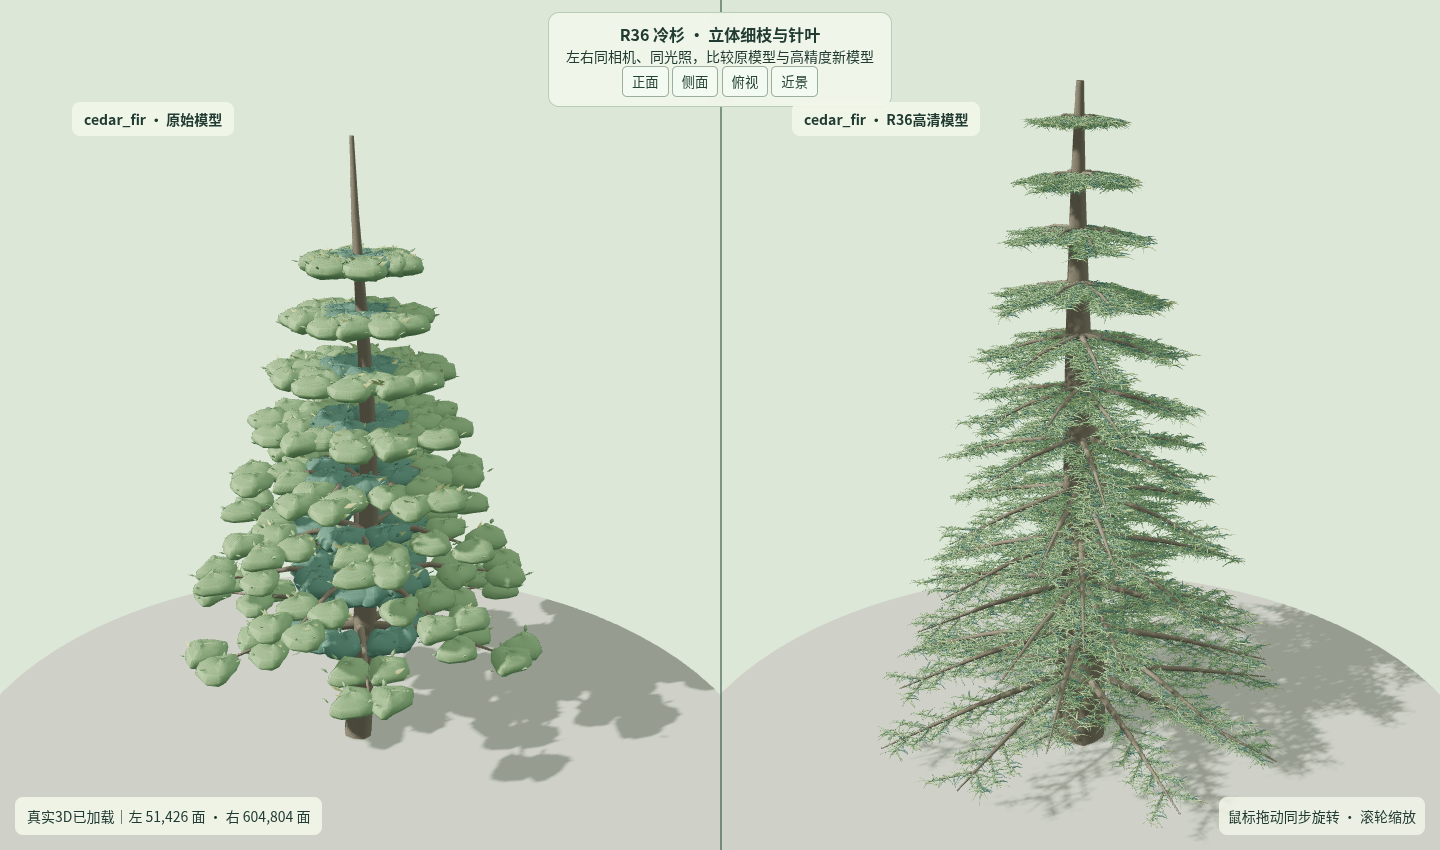 R36 冷杉 · 立体细枝与针叶
左右同相机、同光照，比较原模型与高精度新模型
正面 侧面 俯视 近景
cedar_fir · 原始模型
cedar_fir · R36高清模型
真实3D已加载｜左 51,426 面 · 右 604,804 面
鼠标拖动同步旋转 · 滚轮缩放